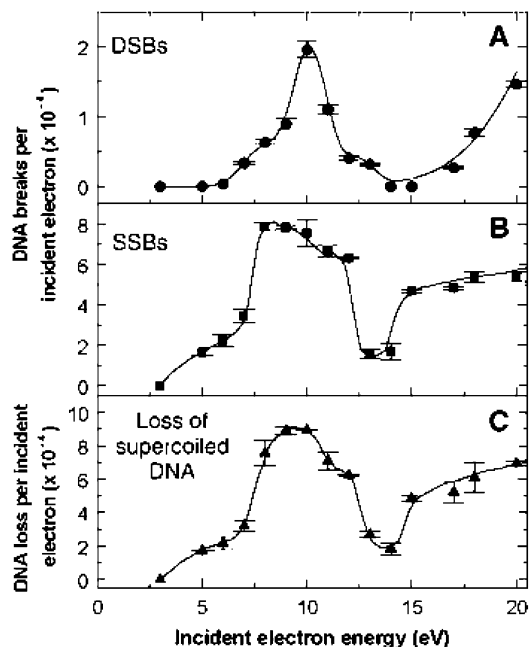 DSBs
A
2
1
0
SSBs
B
8
6
4
2
0
Loss of
supercoiled
DNA
C
10
8
6
4
2
0
0
5
10
15
20
Incident electron energy (eV)
DNA breaks per
incident electron (x 10⁻⁴)
DNA loss per incident
electron (x 10⁻⁴)